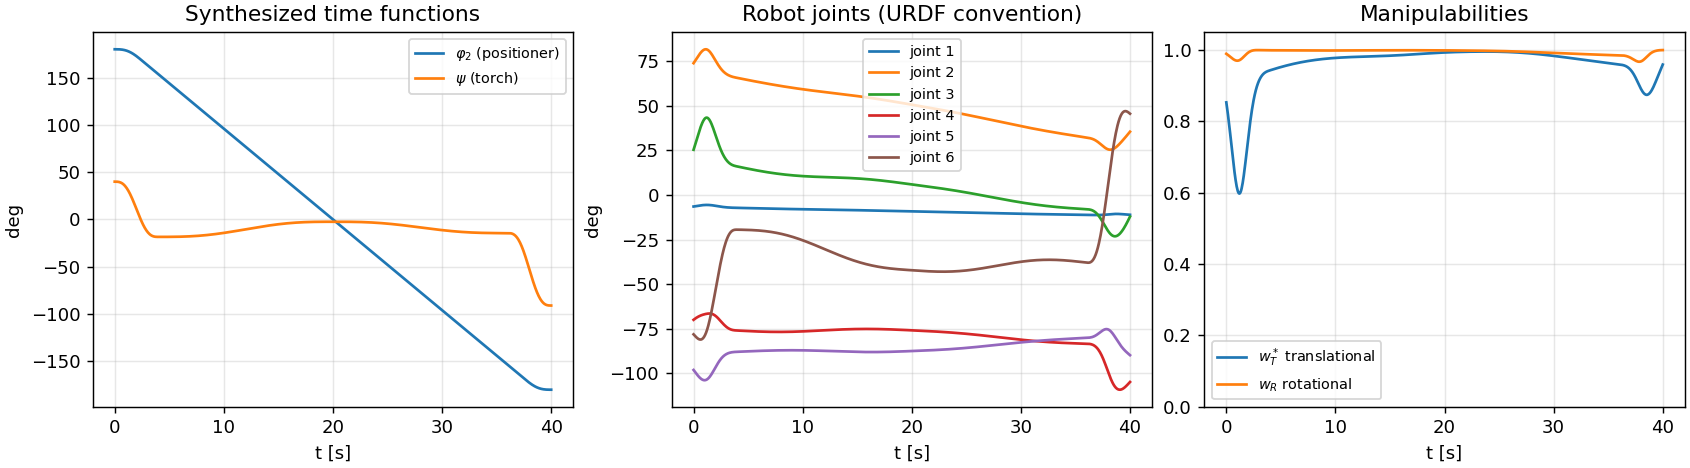 Synthesized time functions
φ₂ (positioner)
ψ (torch)
150
100
50
0
−50
−100
−150
deg
0
10
20
30
40
t [s]
Robot joints (URDF convention)
joint 1
joint 2
joint 3
joint 4
joint 5
joint 6
75
50
25
0
−25
−50
−75
−100
deg
0
10
20
30
40
t [s]
Manipulabilities
1.0
0.8
0.6
0.4
0.2
0.0
w*_T translational
w_R rotational
0
10
20
30
40
t [s]